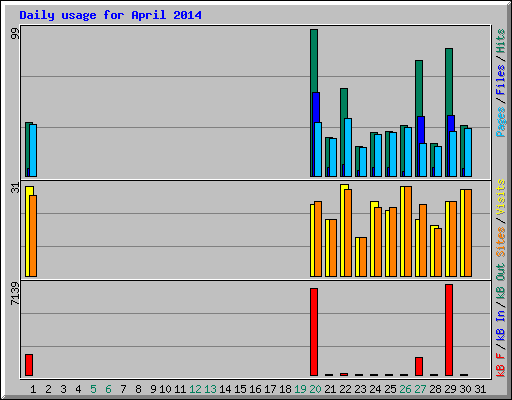 Daily usage for April 2014
99
31
7139
Pages / Files / Hits
Sites / Visits
kB F / kB In / kB Out
1 2 3 4 5 6 7 8 9 10 11 12 13 14 15 16 17 18 19 20 21 22 23 24 25 26 27 28 29 30 31